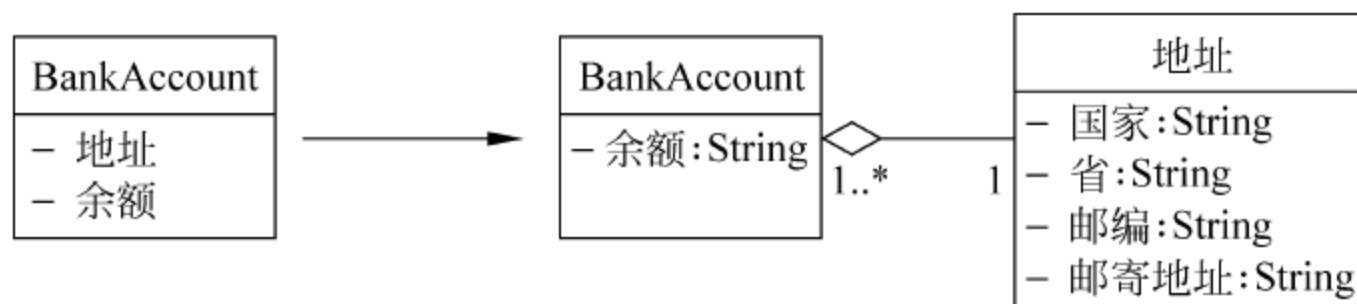 BankAccount
– 地址
– 余额
BankAccount
– 余额:String
1..*
1
地址
– 国家:String
– 省:String
– 邮编:String
– 邮寄地址:String